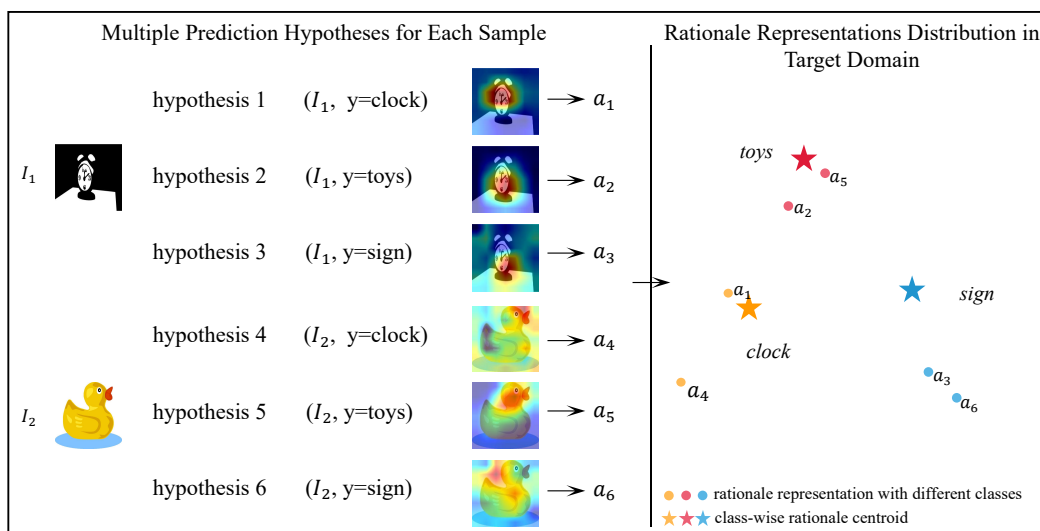 Multiple Prediction Hypotheses for Each Sample
hypothesis 1 (I₁, y=clock) a₁
I₁ hypothesis 2 (I₁, y=toys) a₂
hypothesis 3 (I₁, y=sign) a₃
hypothesis 4 (I₂, y=clock) a₄
I₂ hypothesis 5 (I₂, y=toys) a₅
hypothesis 6 (I₂, y=sign) a₆
Rationale Representations Distribution in
Target Domain
toys
a₅
a₂
a₁
sign
clock
a₃
a₄
a₆
rationale representation with different classes
class-wise rationale centroid